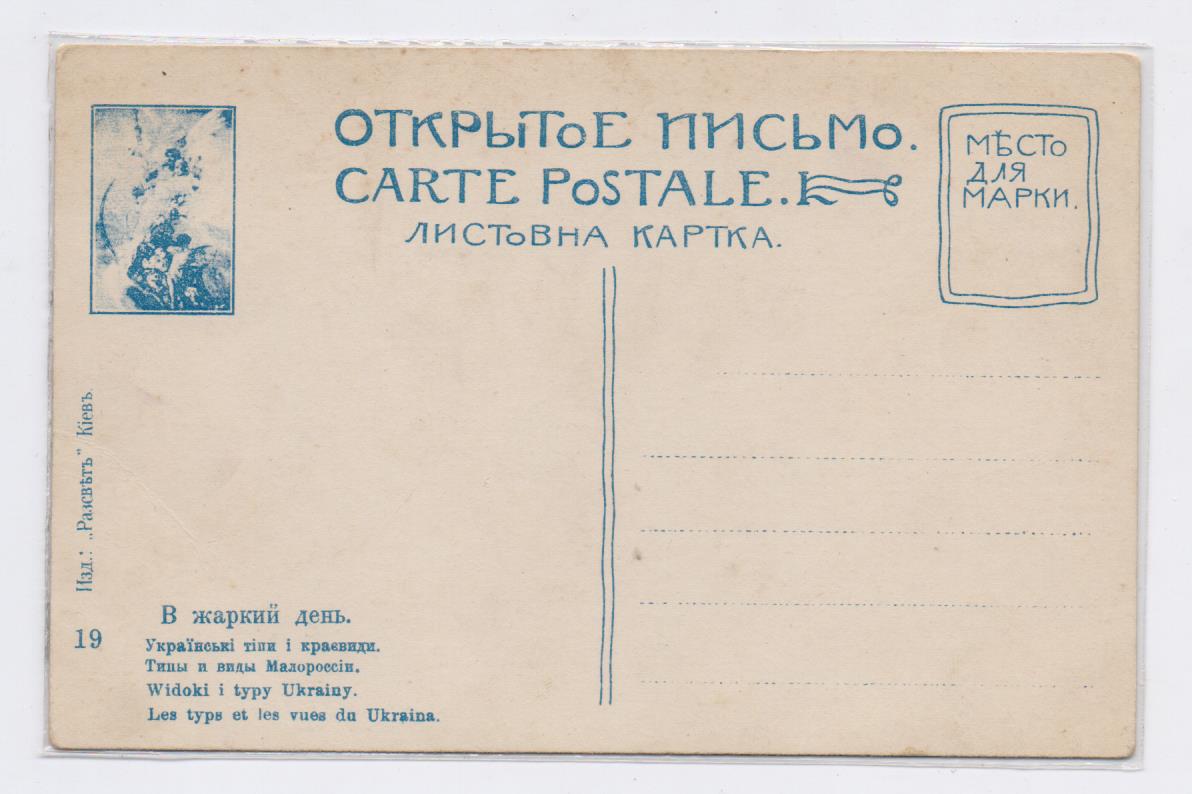 ОТКРЫТОЕ ПИСЬМО.
CARTE POSTALE.
ЛИСТОВНА КАРТКА.
МѢСТО
ДЛЯ
МАРКИ.
Изд.: „Разсвѣтъ" Кіевъ.
19
В жаркий день.
Українські тіпи і краєвиди.
Типы и виды Малороссіи.
Widoki i typy Ukrainy.
Les typs et les vues du Ukraina.